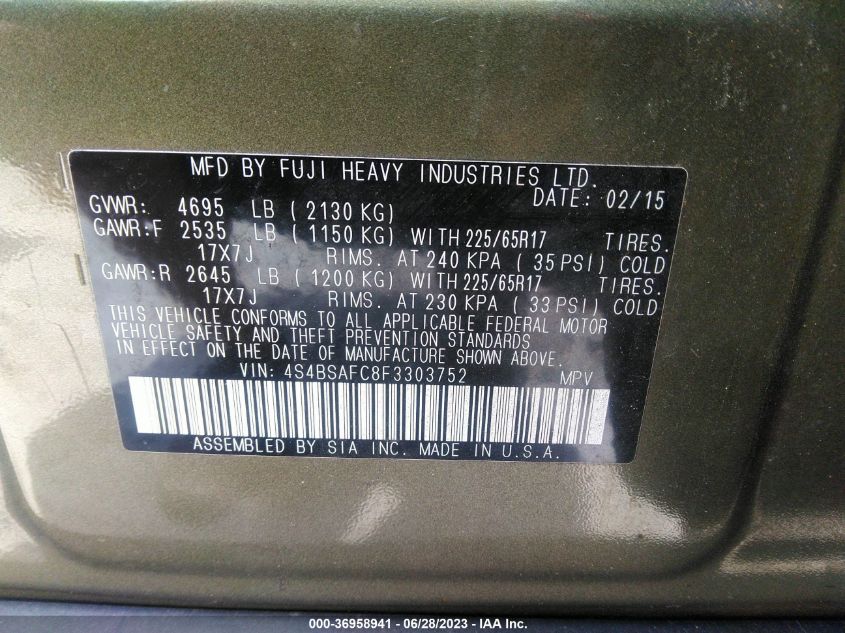 MFD BY FUJI HEAVY INDUSTRIES LTD.
DATE: 02/15
GVWR: 4695 LB ( 2130 KG)
GAWR:F 2535 LB ( 1150 KG) WITH 225/65R17 TIRES.
17X7J RIMS. AT 240 KPA ( 35 PSI) COLD
GAWR:R 2645 LB ( 1200 KG) WITH 225/65R17 TIRES.
17X7J RIMS. AT 230 KPA ( 33 PSI) COLD
THIS VEHICLE CONFORMS TO ALL APPLICABLE FEDERAL MOTOR
VEHICLE SAFETY AND THEFT PREVENTION STANDARDS
IN EFFECT ON THE DATE OF MANUFACTURE SHOWN ABOVE.
VIN: 4S4BSAFC8F3303752 MPV
ASSEMBLED BY SIA INC. MADE IN U.S.A.
000-36958941 - 06/28/2023 - IAA Inc.